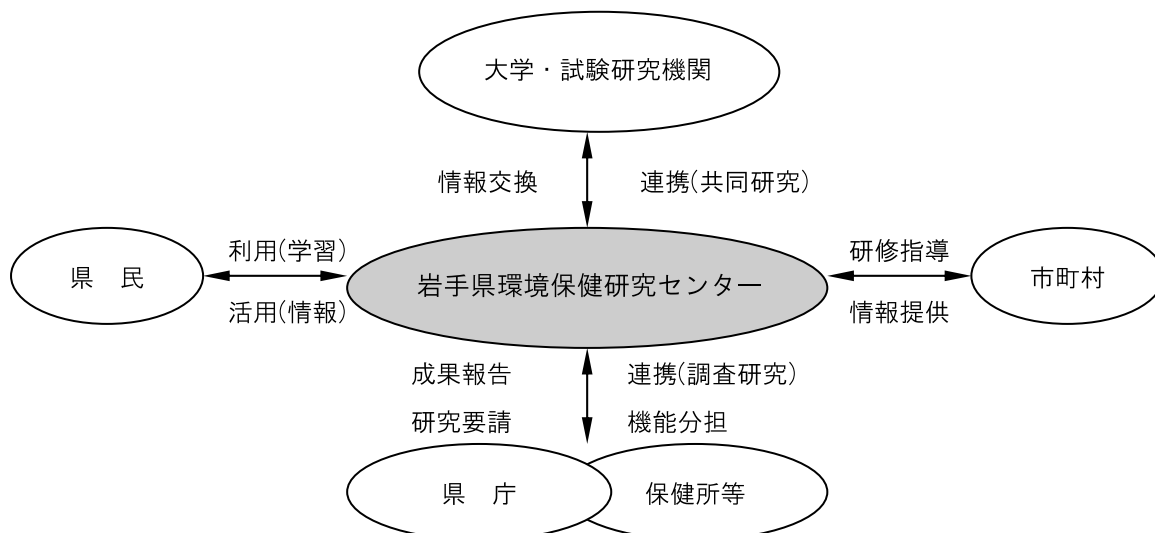 大学・試験研究機関
情報交換
連携(共同研究)
利用(学習)
研修指導
県　民
岩手県環境保健研究センター
市町村
活用(情報)
情報提供
成果報告
連携(調査研究)
研究要請
機能分担
県　庁
保健所等